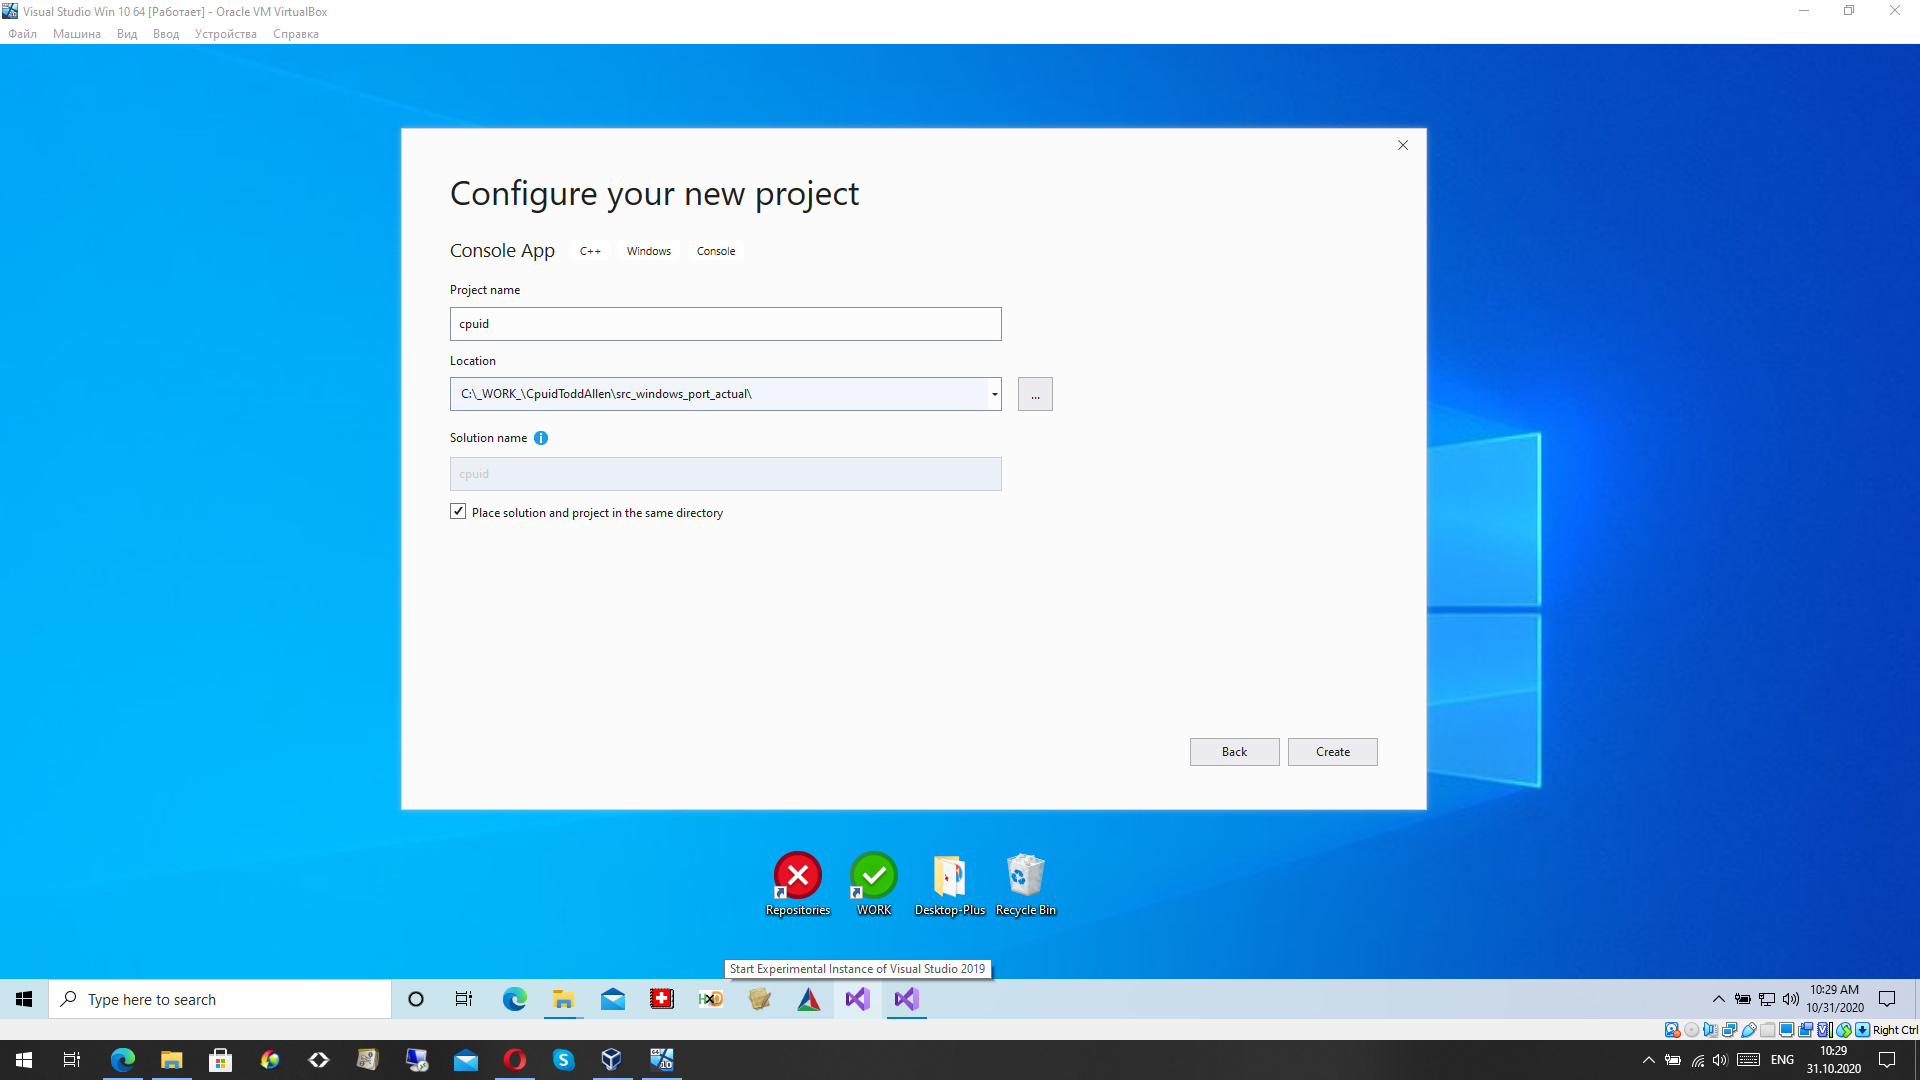 Visual Studio Win 10 64 [Работает] - Oracle VM VirtualBox
Файл Машина Вид Ввод Устройства Справка
Configure your new project
Console App C++ Windows Console
Project name
cpuid
Location
C:\_WORK_\CpuidToddAllen\src_windows_port_actual\
...
Solution name
cpuid
Place solution and project in the same directory
Back Create
Repositories WORK Desktop-Plus Recycle Bin
Start Experimental Instance of Visual Studio 2019
Type here to search
HXD
10:29 AM
10/31/2020
Right Ctrl
64
10
ENG
10:29
31.10.2020